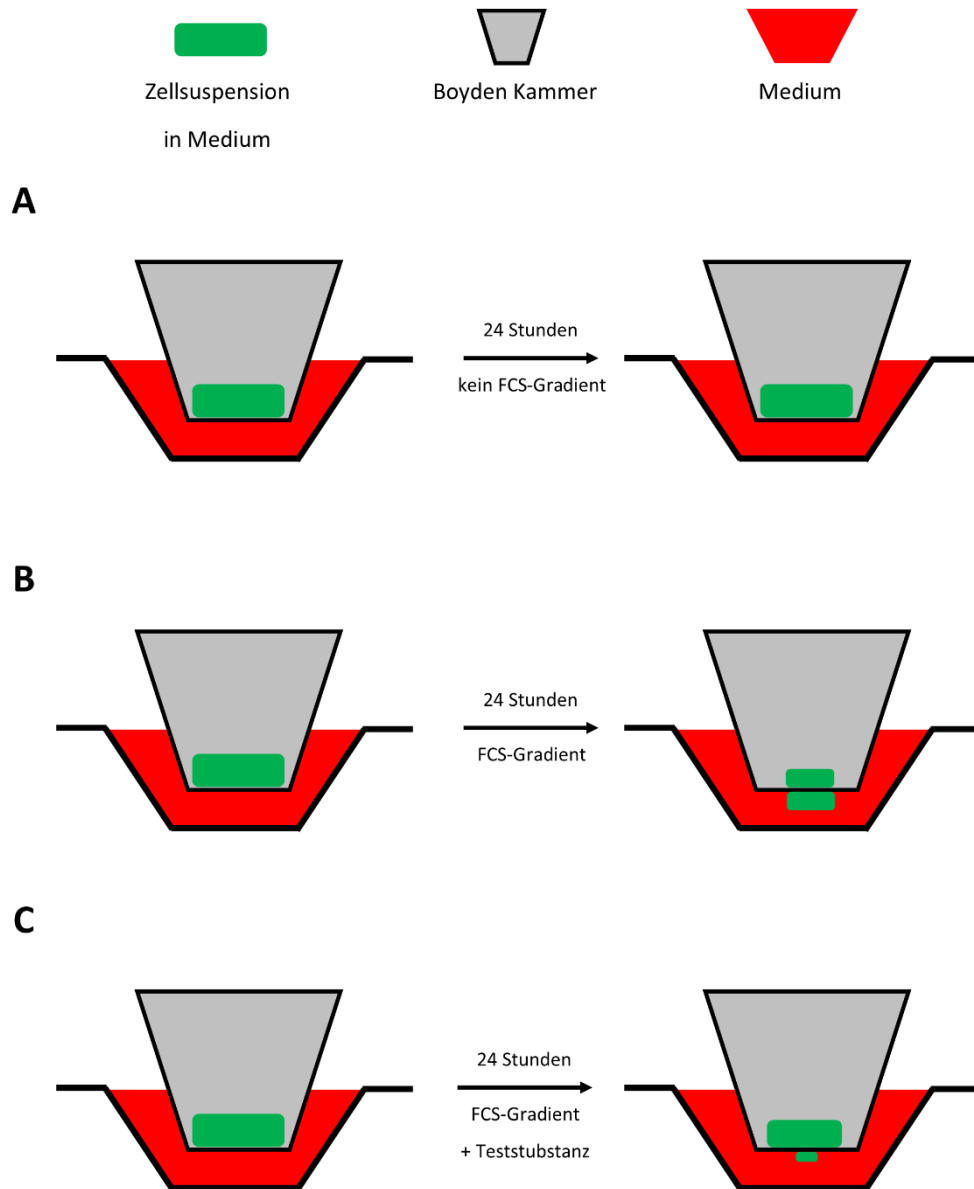 Zellsuspension
in Medium
Boyden Kammer
Medium
A
24 Stunden
kein FCS-Gradient
B
24 Stunden
FCS-Gradient
C
24 Stunden
FCS-Gradient
+ Teststubstanz